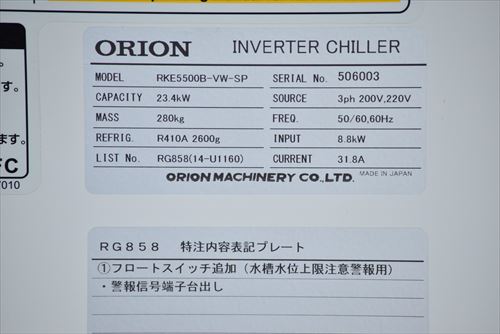 ORION INVERTER CHILLER
MODEL RKE5500B-VW-SP SERIAL No. 506003
CAPACITY 23.4kW SOURCE 3ph 200V,220V
MASS 280kg FREQ. 50/60,60Hz
REFRIG. R410A 2600g INPUT 8.8kW
LIST No. RG858(14-U1160) CURRENT 31.8A
ORION MACHINERY CO.,LTD. MADE IN JAPAN
す。
ます。
FC
7010
RG858 特注内容表記プレート
①フロートスイッチ追加(水槽水位上限注意警報用)
・警報信号端子台出し